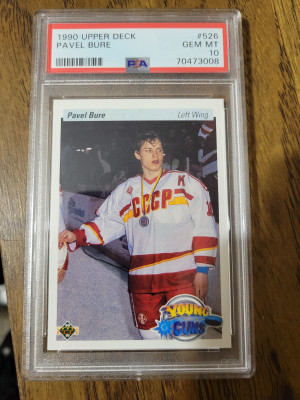 1990 UPPER DECK #526
PAVEL BURE GEM MT
10
PSA 70473008
Pavel Bure Left Wing
K
CCCP
YOUNG
GUNS